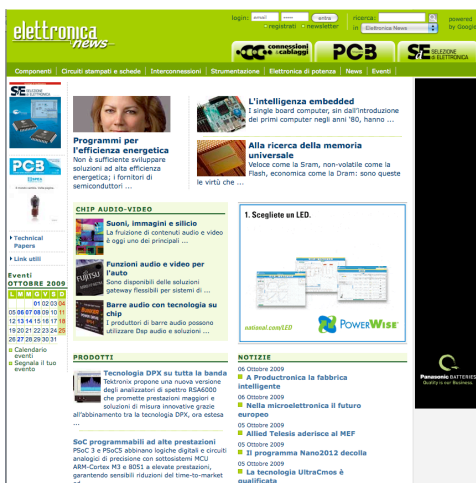 login: email entra ricerca: powered
registrati newsletter in Elettronica News by Google
elettronica
news
CCC connessioni e cablaggi PCB SdE SELEZIONE di ELETTRONICA
Componenti | Circuiti stampati e schede | Interconnessioni | Strumentazione | Elettronica di potenza | News | Eventi
PCB
Technical
Papers
Link utili
Eventi
OTTOBRE 2009
L M M G V S D
01 02 03 04
05 06 07 08 09 10 11
12 13 14 15 16 17 18
19 20 21 22 23 24 25
26 27 28 29 30 31
Calendario
eventi
Segnala il tuo
evento
Programmi per
l'efficienza energetica
Non è sufficiente sviluppare
soluzioni ad alta efficienza
energetica; i fornitori di
semiconduttori ...
L'intelligenza embedded
I single board computer, sin dall'introduzione
dei primi computer negli anni '80, hanno ...
Alla ricerca della memoria
universale
Veloce come la Sram, non-volatile come la
Flash, economica come la Dram: sono queste
le virtù che ...
CHIP AUDIO-VIDEO
Suoni, immagini e silicio
La fruizione di contenuti audio e video
è oggi uno dei principali ...
FUJITSU
Funzioni audio e video per
l'auto
Sono disponibili delle soluzioni
gateway flessibili per sistemi di ...
Barre audio con tecnologia su
chip
I produttori di barre audio possono
utilizzare Dsp audio e soluzioni ...
1. Scegliete un LED.
national.com/LED POWERWISE
PRODOTTI
Tecnologia DPX su tutta la banda
Tektronix propone una nuova versione
degli analizzatori di spettro RSA6000
che promette prestazioni maggiori e
soluzioni di misura innovative grazie
all'abbinamento tra la tecnologia DPX, ora estesa
...
SoC programmabili ad alte prestazioni
PSoC 3 e PSoC5 abbinano logiche digitali e circuiti
analogici di precisione con sottosistemi MCU
ARM-Cortex M3 e 8051 a elevate prestazioni,
garantendo sensibili riduzioni del time-to-market
NOTIZIE
06 Ottobre 2009
A Productronica la fabbrica
intelligente
06 Ottobre 2009
Nella microelettronica il futuro
europeo
05 Ottobre 2009
Allied Telesis aderisce al MEF
05 Ottobre 2009
Il programma Nano2012 decolla
05 Ottobre 2009
La tecnologia UltraCmos è
qualificata
Panasonic BATTERIES
Quality is our Business